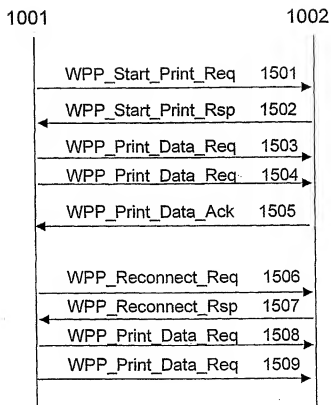 1001 1002
WPP_Start_Print_Req 1501
WPP_Start_Print_Rsp 1502
WPP_Print_Data_Req 1503
WPP_Print_Data_Req 1504
WPP_Print_Data_Ack 1505
WPP_Reconnect_Req 1506
WPP_Reconnect_Rsp 1507
WPP_Print_Data_Req 1508
WPP_Print_Data_Req 1509